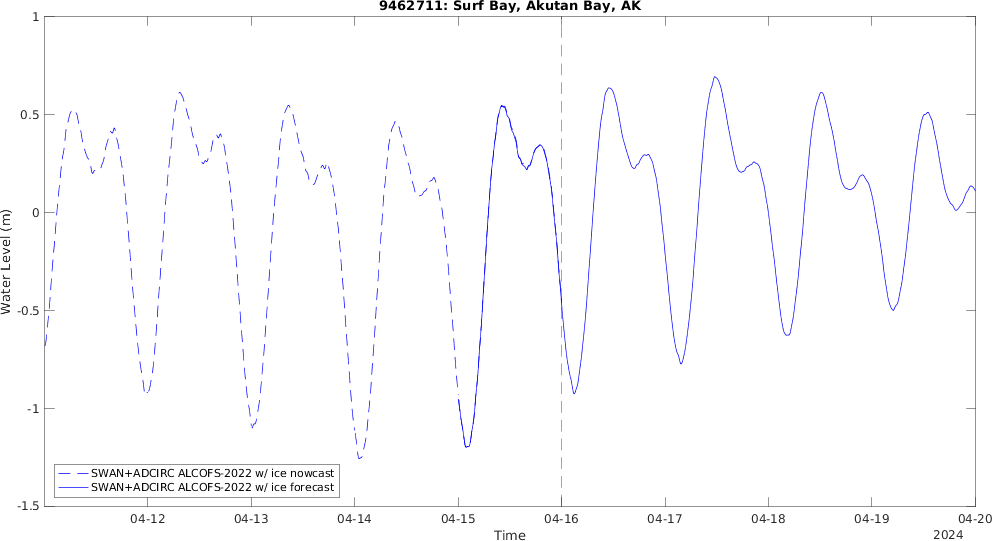 9462711: Surf Bay, Akutan Bay, AK
1
0.5
0
-0.5
-1
-1.5
Water Level (m)
SWAN+ADCIRC ALCOFS-2022 w/ ice nowcast
SWAN+ADCIRC ALCOFS-2022 w/ ice forecast
04-12 04-13 04-14 04-15 04-16 04-17 04-18 04-19 04-20
Time
2024